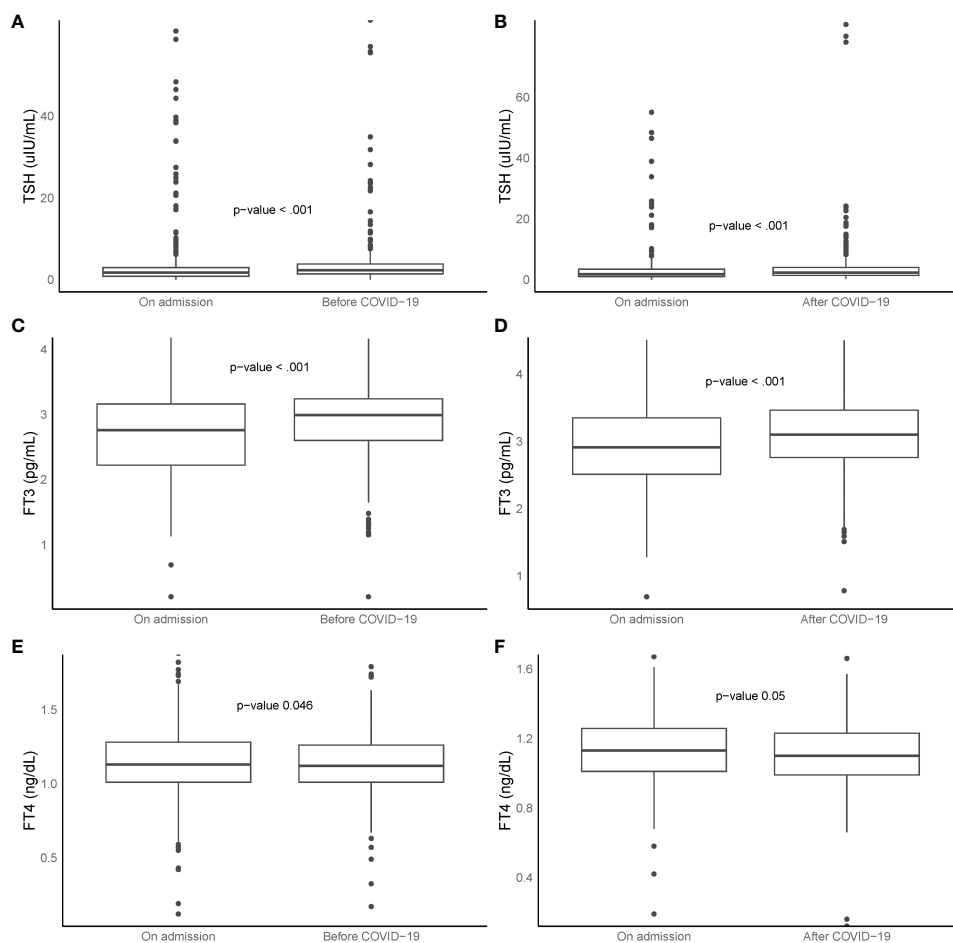 A
TSH (uIU/mL)
40
20
0
p-value < .001
On admission
Before COVID-19
B
TSH (uIU/mL)
60
40
20
0
p-value < .001
On admission
After COVID-19
C
FT3 (pg/mL)
4
3
2
1
p-value < .001
On admission
Before COVID-19
D
FT3 (pg/mL)
4
3
2
1
p-value < .001
On admission
After COVID-19
E
FT4 (ng/dL)
1.5
1.0
0.5
p-value 0.046
On admission
Before COVID-19
F
FT4 (ng/dL)
1.6
1.2
0.8
0.4
p-value 0.05
On admission
After COVID-19